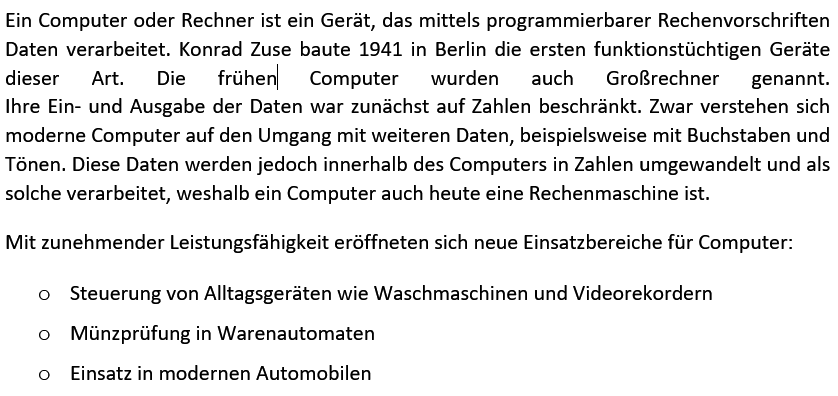 Ein Computer oder Rechner ist ein Gerät, das mittels programmierbarer Rechenvorschriften
Daten verarbeitet. Konrad Zuse baute 1941 in Berlin die ersten funktionstüchtigen Geräte
dieser Art. Die frühen Computer wurden auch Großrechner genannt.
Ihre Ein- und Ausgabe der Daten war zunächst auf Zahlen beschränkt. Zwar verstehen sich
moderne Computer auf den Umgang mit weiteren Daten, beispielsweise mit Buchstaben und
Tönen. Diese Daten werden jedoch innerhalb des Computers in Zahlen umgewandelt und als
solche verarbeitet, weshalb ein Computer auch heute eine Rechenmaschine ist.
Mit zunehmender Leistungsfähigkeit eröffneten sich neue Einsatzbereiche für Computer:
o Steuerung von Alltagsgeräten wie Waschmaschinen und Videorekordern
o Münzprüfung in Warenautomaten
o Einsatz in modernen Automobilen